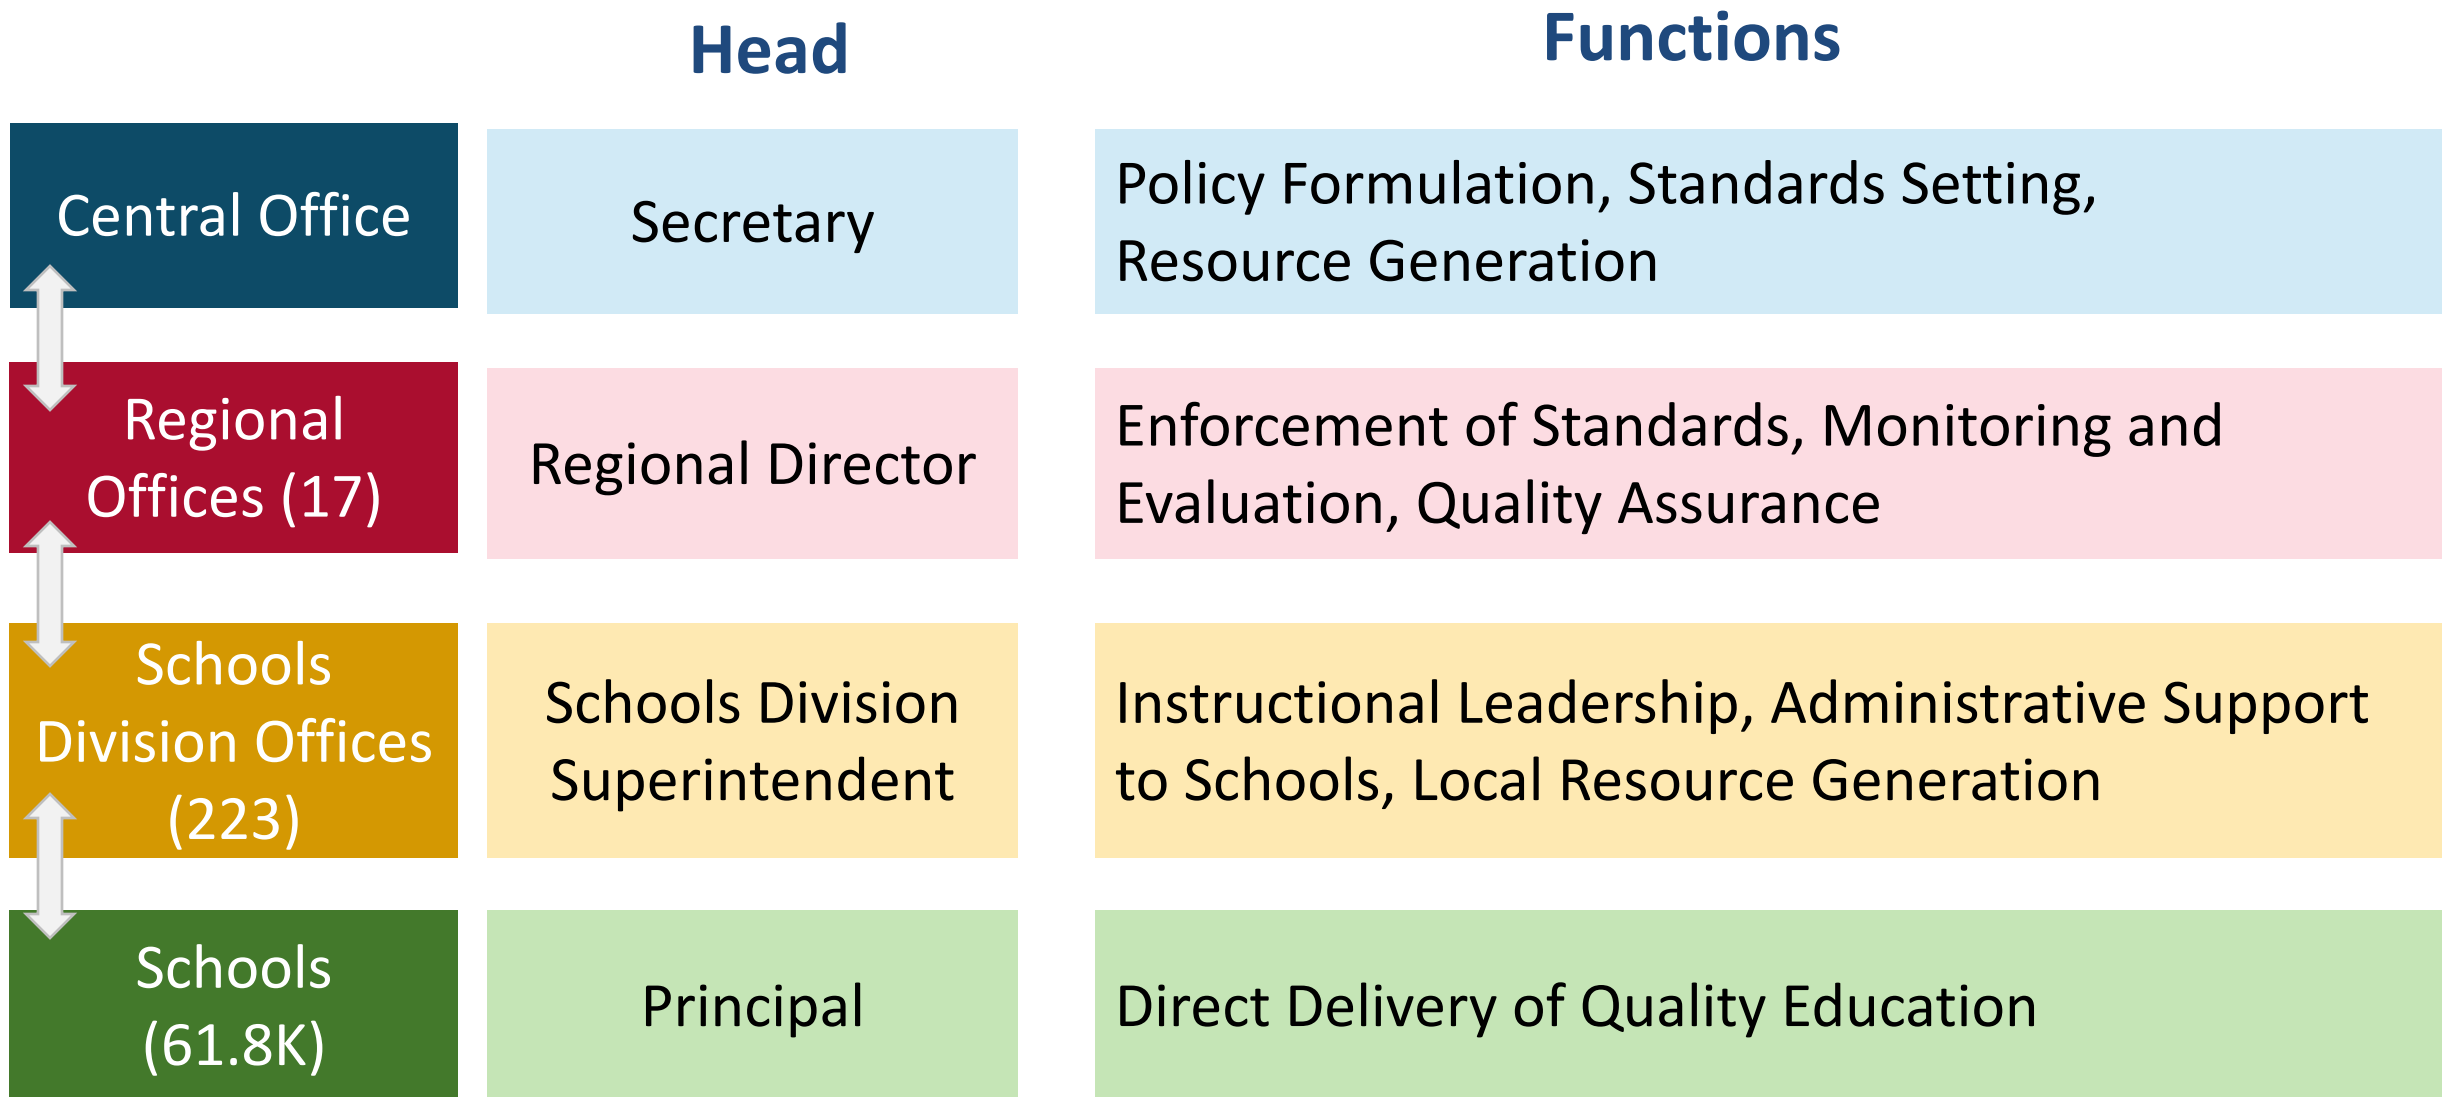 Head
Functions
Central Office
Secretary
Policy Formulation, Standards Setting,
Resource Generation
Regional
Offices (17)
Regional Director
Enforcement of Standards, Monitoring and
Evaluation, Quality Assurance
Schools
Division Offices
(223)
Schools Division
Superintendent
Instructional Leadership, Administrative Support
to Schools, Local Resource Generation
Schools
(61.8K)
Principal
Direct Delivery of Quality Education